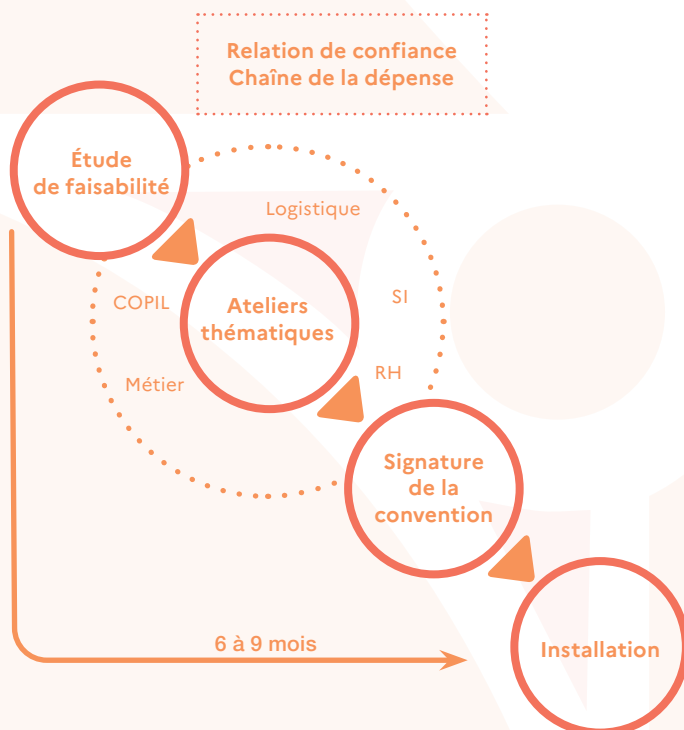 Relation de confiance
Chaîne de la dépense
Étude
de faisabilité
Logistique
COPIL
Ateliers
thématiques
SI
Métier
RH
Signature
de la
convention
6 à 9 mois
Installation